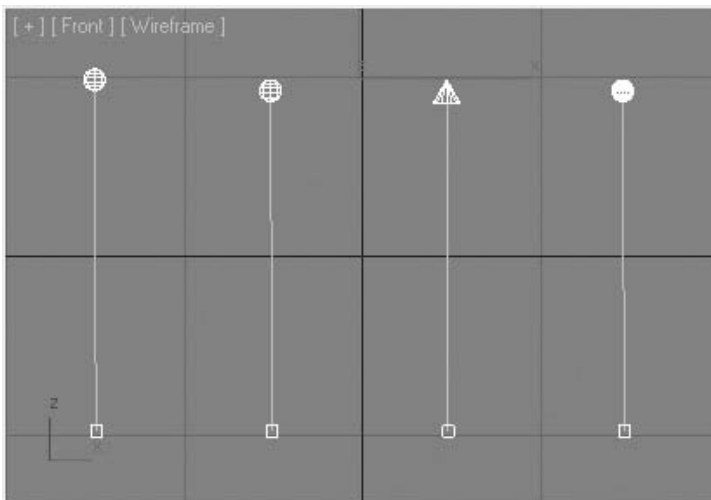 [ + ] [ Front ] [ Wireframe ]
z
x
x